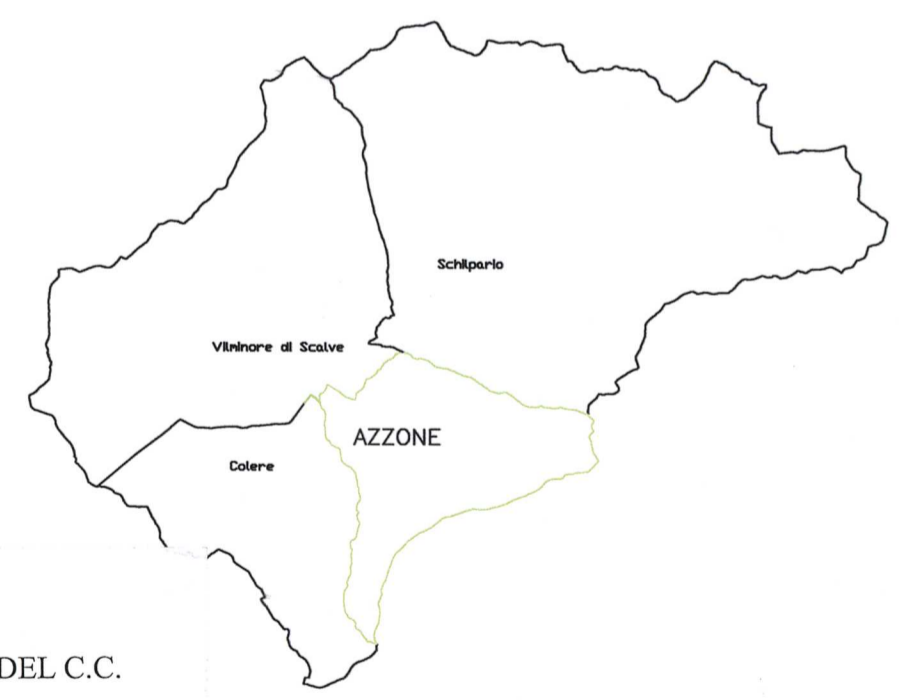 Schilpario
Vilminore di Scalve
AZZONE
Colere
DEL C.C.